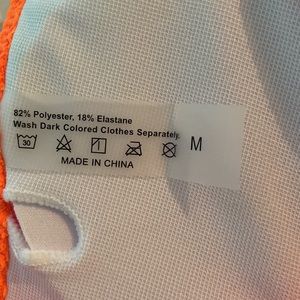 82% Polyester, 18% Elastane
Wash Dark Colored Clothes Separately.
30 M
MADE IN CHINA